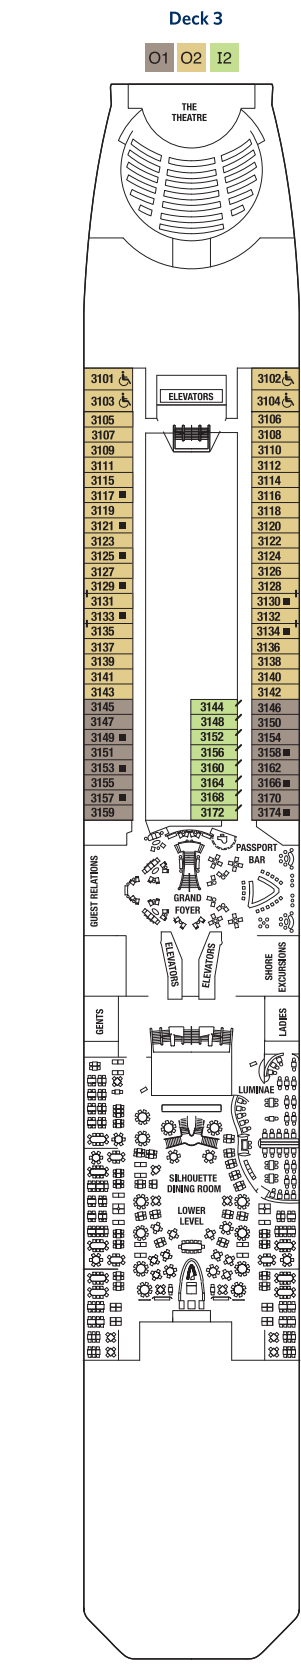 Deck 3
O1 O2 I2
THE
THEATRE
ELEVATORS
3101 3102
3103 3104
3105 3106
3107 3108
3109 3110
3111 3112
3115 3114
3117 3116
3119 3118
3121 3120
3123 3122
3125 3124
3127 3126
3129 3128
3131 3130
3133 3132
3135 3134
3137 3136
3139 3138
3141 3140
3143 3142
3145 3144 3146
3147 3148 3150
3149 3152 3154
3151 3156 3158
3153 3160 3162
3155 3164 3166
3157 3168 3170
3159 3172 3174
GUEST RELATIONS
PASSPORT
BAR
GRAND
FOYER
ELEVATORS
ELEVATORS
SHORE
EXCURSIONS
GENTS
LADIES
LUMINAE
SILHOUETTE
DINING ROOM
LOWER
LEVEL